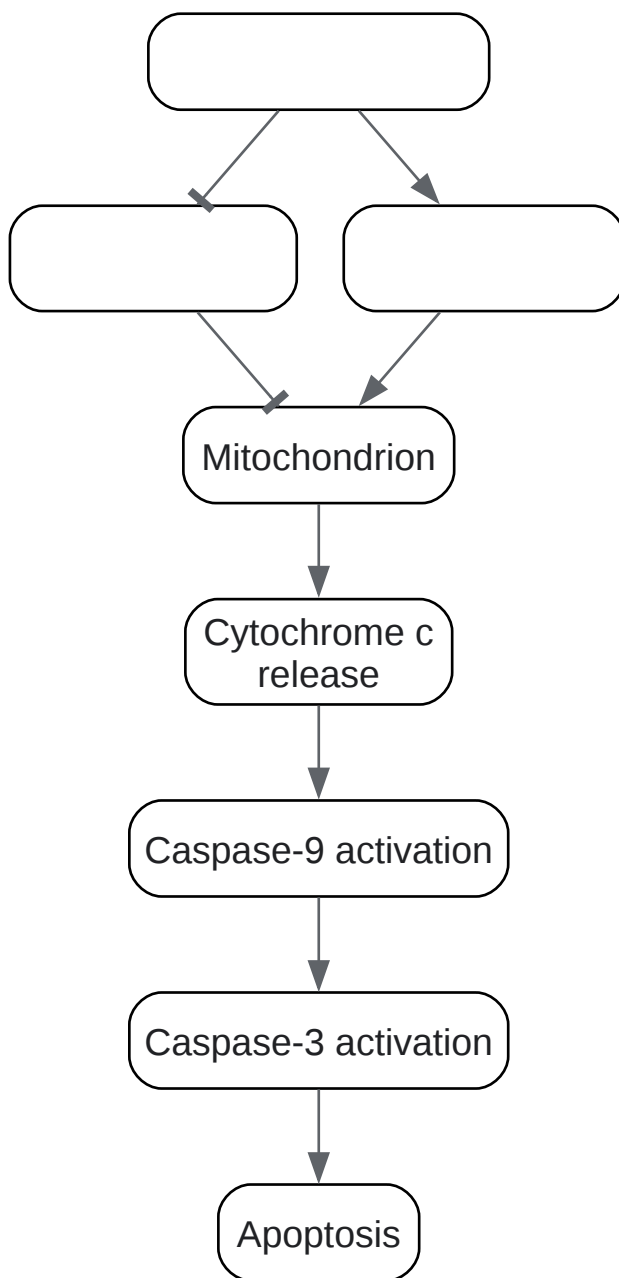 Mitochondrion
Cytochrome c
release
Caspase-9 activation
Caspase-3 activation
Apoptosis